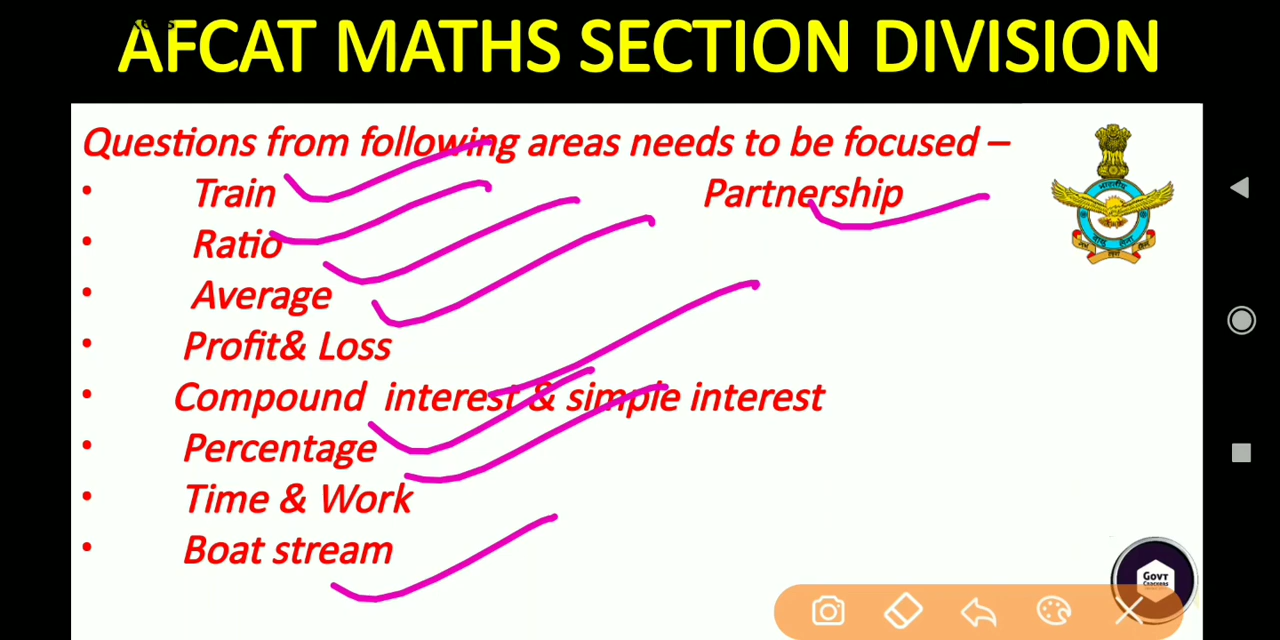 AFCAT MATHS SECTION DIVISION
Questions from following areas needs to be focused –
• Train Partnership
• Ratio
• Average
• Profit& Loss
• Compound interest & simple interest
• Percentage
• Time & Work
• Boat stream
GOVT